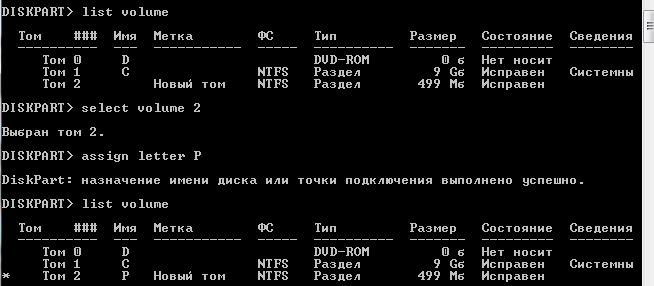 DISKPART> list volume
Том ### Имя Метка ФС Тип Размер Состояние Сведения
Том 0 D DVD-ROM 0 б Нет носит
Том 1 C NTFS Раздел 9 Gб Исправен Системны
Том 2 Новый том NTFS Раздел 499 Mб Исправен
DISKPART> select volume 2
Выбран том 2.
DISKPART> assign letter P
DiskPart: назначение имени диска или точки подключения выполнено успешно.
DISKPART> list volume
Том ### Имя Метка ФС Тип Размер Состояние Сведения
Том 0 D DVD-ROM 0 б Нет носит
Том 1 C NTFS Раздел 9 Gб Исправен Системны
* Том 2 P Новый том NTFS Раздел 499 Mб Исправен